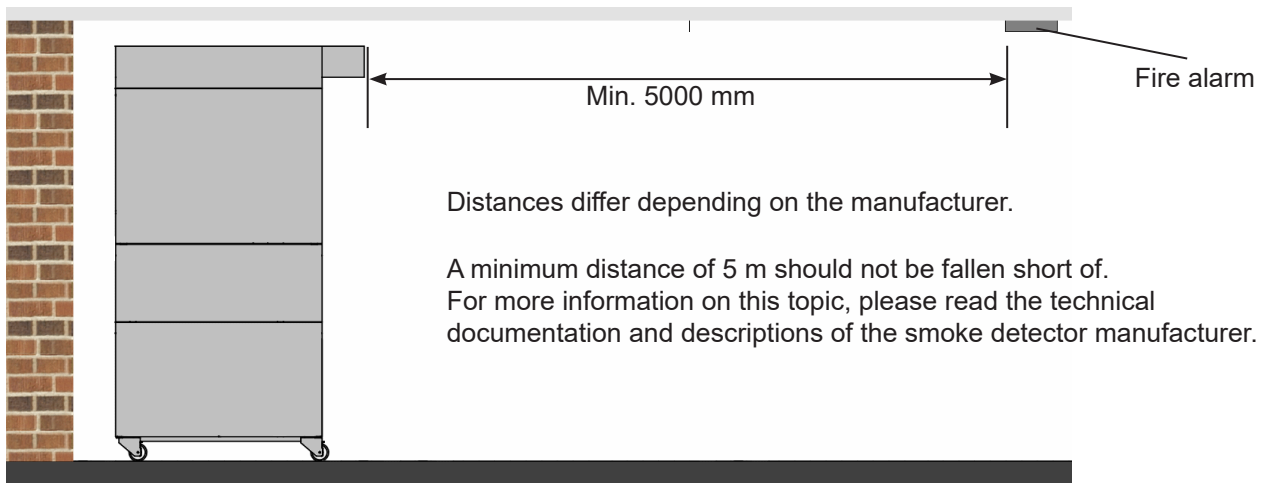 Fire alarm
Min. 5000 mm
Distances differ depending on the manufacturer.
A minimum distance of 5 m should not be fallen short of.
For more information on this topic, please read the technical
documentation and descriptions of the smoke detector manufacturer.